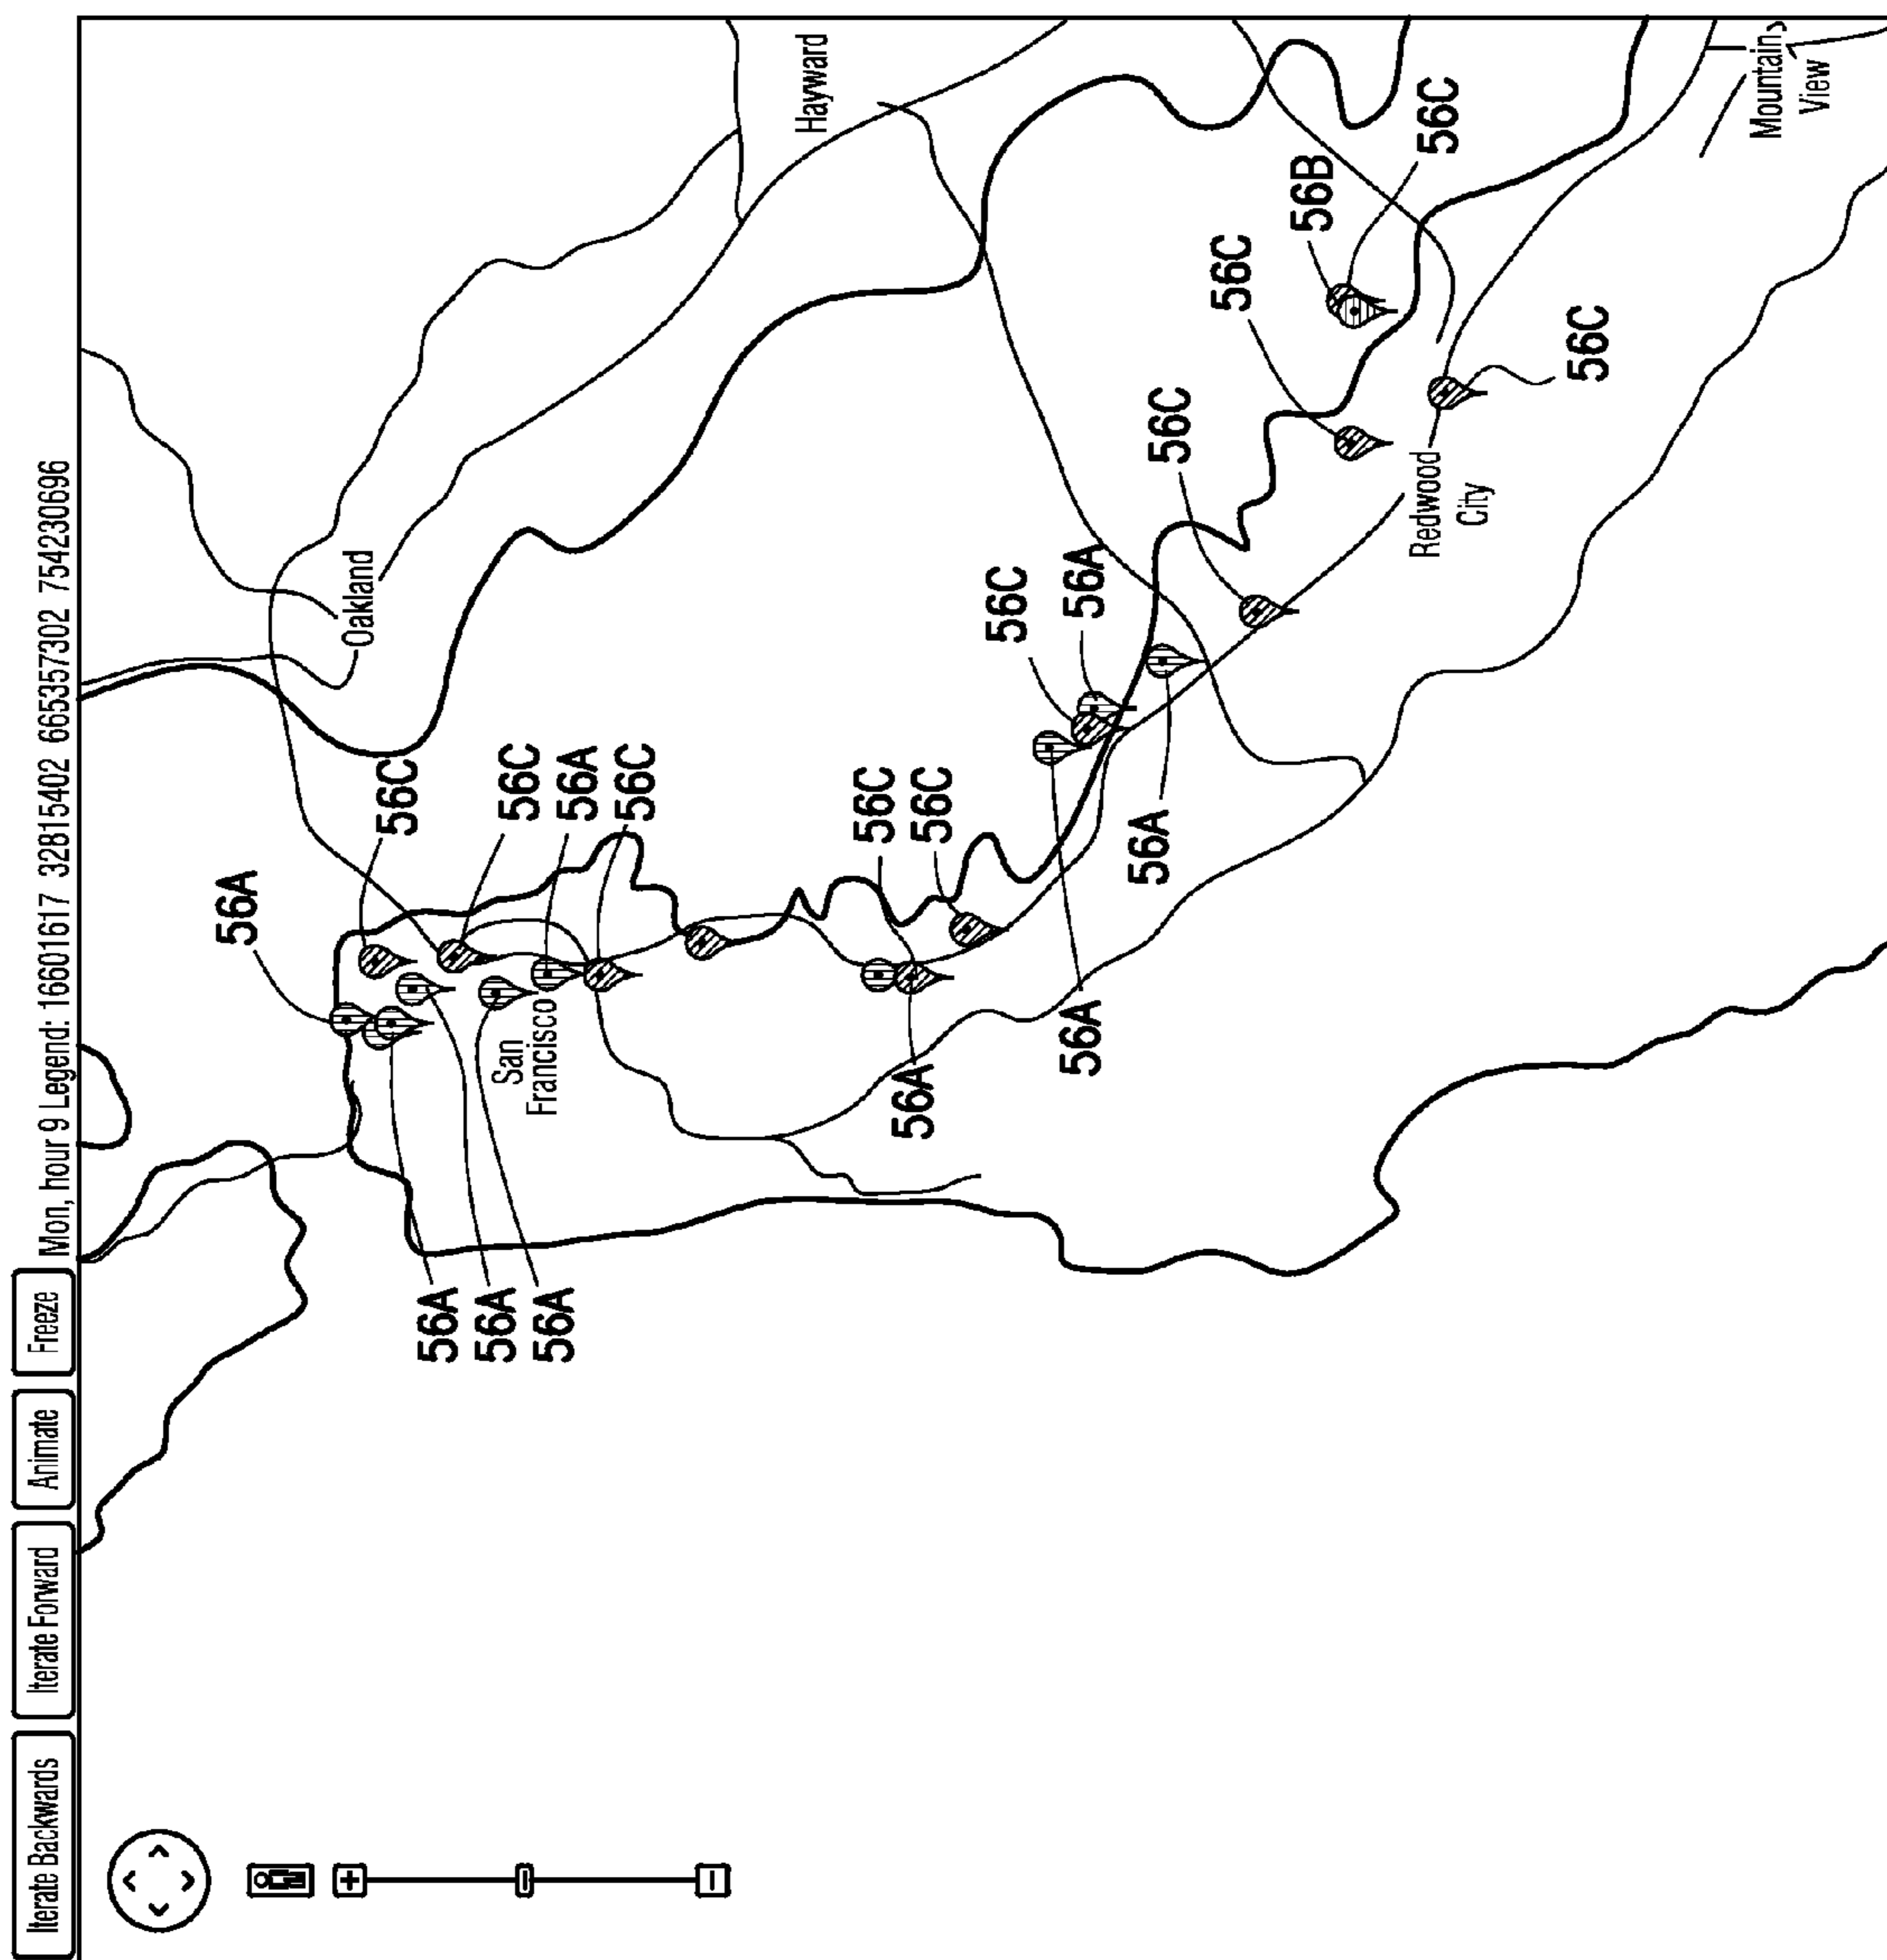 Iterate Backwards Iterate Forward Animate Freeze Mon, hour 9 Legend: 16601617 32815402 665357302 754230696
56A
Oakland
56C
56A
56A
San
Francisco
56C
56A
56A
56C
Hayward
56C
56A
56C
56C
56A
56A
56A
56C
56C
56B
56C
Redwood
City
56C
Mountain
View